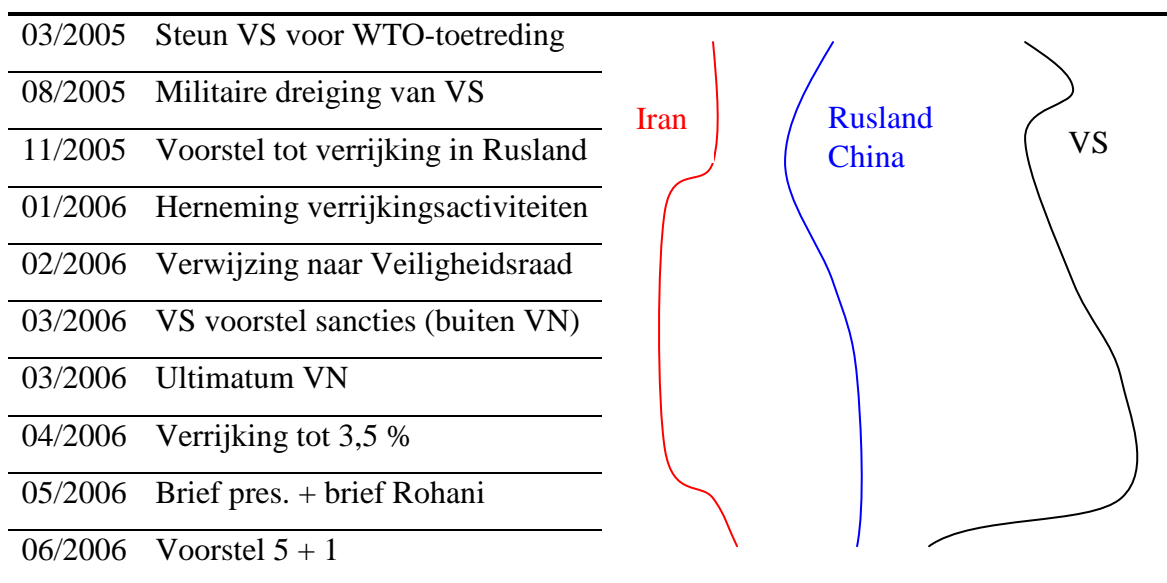 03/2005 Steun VS voor WTO-toetreding
08/2005 Militaire dreiging van VS
11/2005 Voorstel tot verrijking in Rusland
01/2006 Herneming verrijkingsactiviteiten
02/2006 Verwijzing naar Veiligheidsraad
03/2006 VS voorstel sancties (buiten VN)
03/2006 Ultimatum VN
04/2006 Verrijking tot 3,5 %
05/2006 Brief pres. + brief Rohani
06/2006 Voorstel 5 + 1
Iran
Rusland
China
VS